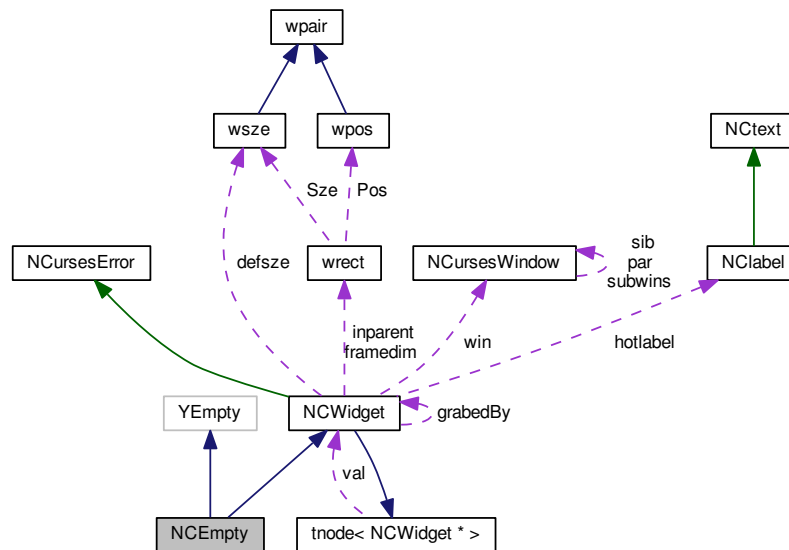 wpair
wsze
wpos
NCtext
Sze
Pos
NCursesError
defsze
wrect
NCursesWindow
sib
par
subwins
NClabel
inparent
framedim
win
hotlabel
YEmpty
NCWidget
grabedBy
val
NCEmpty
tnode< NCWidget * >